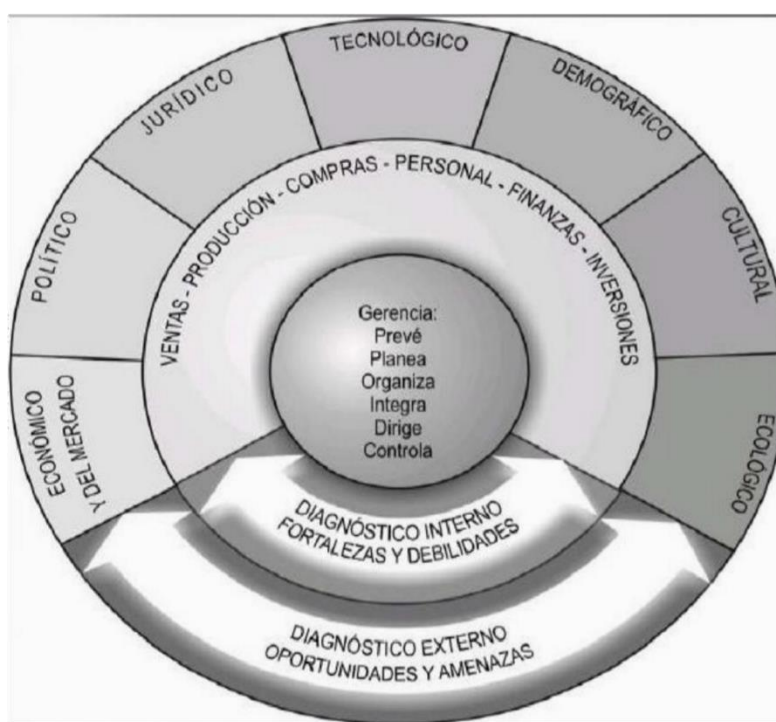 TECNOLÓGICO
JURÍDICO
DEMOGRÁFICO
POLÍTICO
CULTURAL
ECONÓMICO
Y DEL MERCADO
ECOLÓGICO
VENTAS - PRODUCCIÓN - COMPRAS - PERSONAL - FINANZAS - INVERSIONES
Gerencia:
Prevé
Planea
Organiza
Integra
Dirige
Controla
DIAGNÓSTICO INTERNO
FORTALEZAS Y DEBILIDADES
DIAGNÓSTICO EXTERNO
OPORTUNIDADES Y AMENAZAS